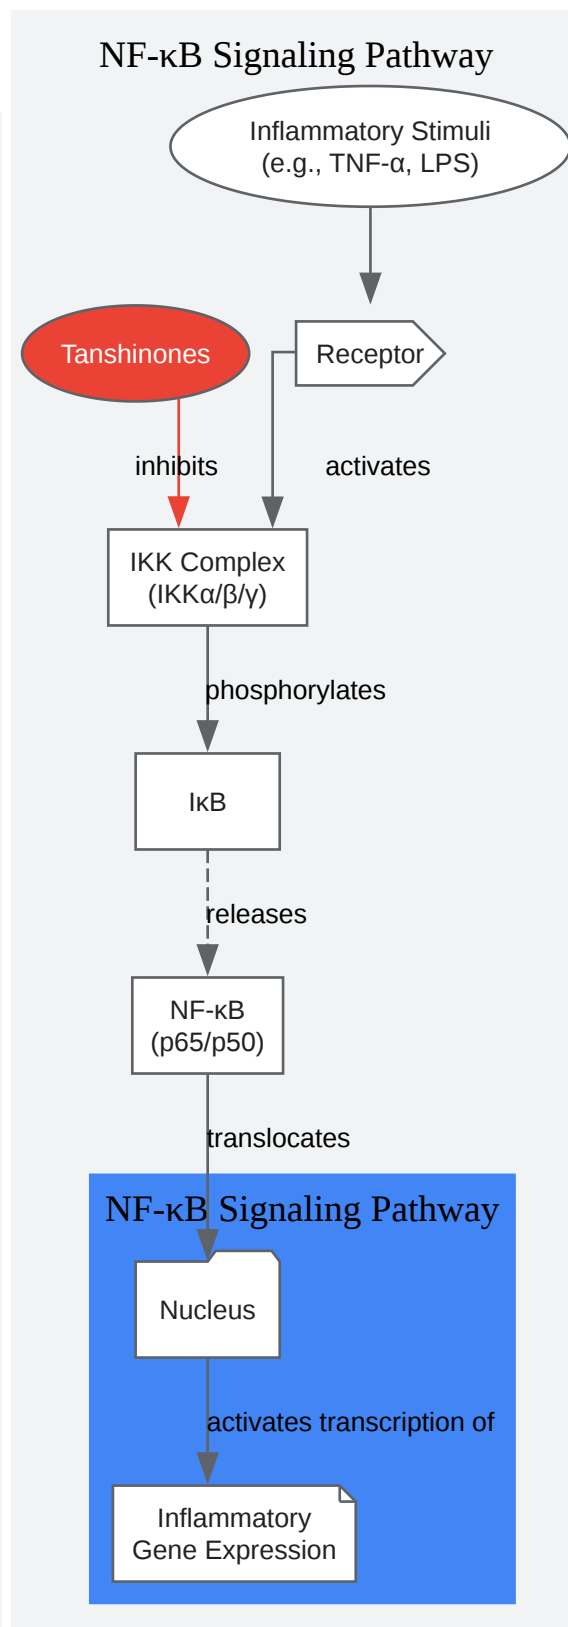 NF-κB Signaling Pathway
Inflammatory Stimuli
(e.g., TNF-α, LPS)
Tanshinones
Receptor
inhibits
activates
IKK Complex
(IKKα/β/γ)
phosphorylates
IκB
releases
NF-κB
(p65/p50)
translocates
NF-κB Signaling Pathway
Nucleus
activates transcription of
Inflammatory
Gene Expression